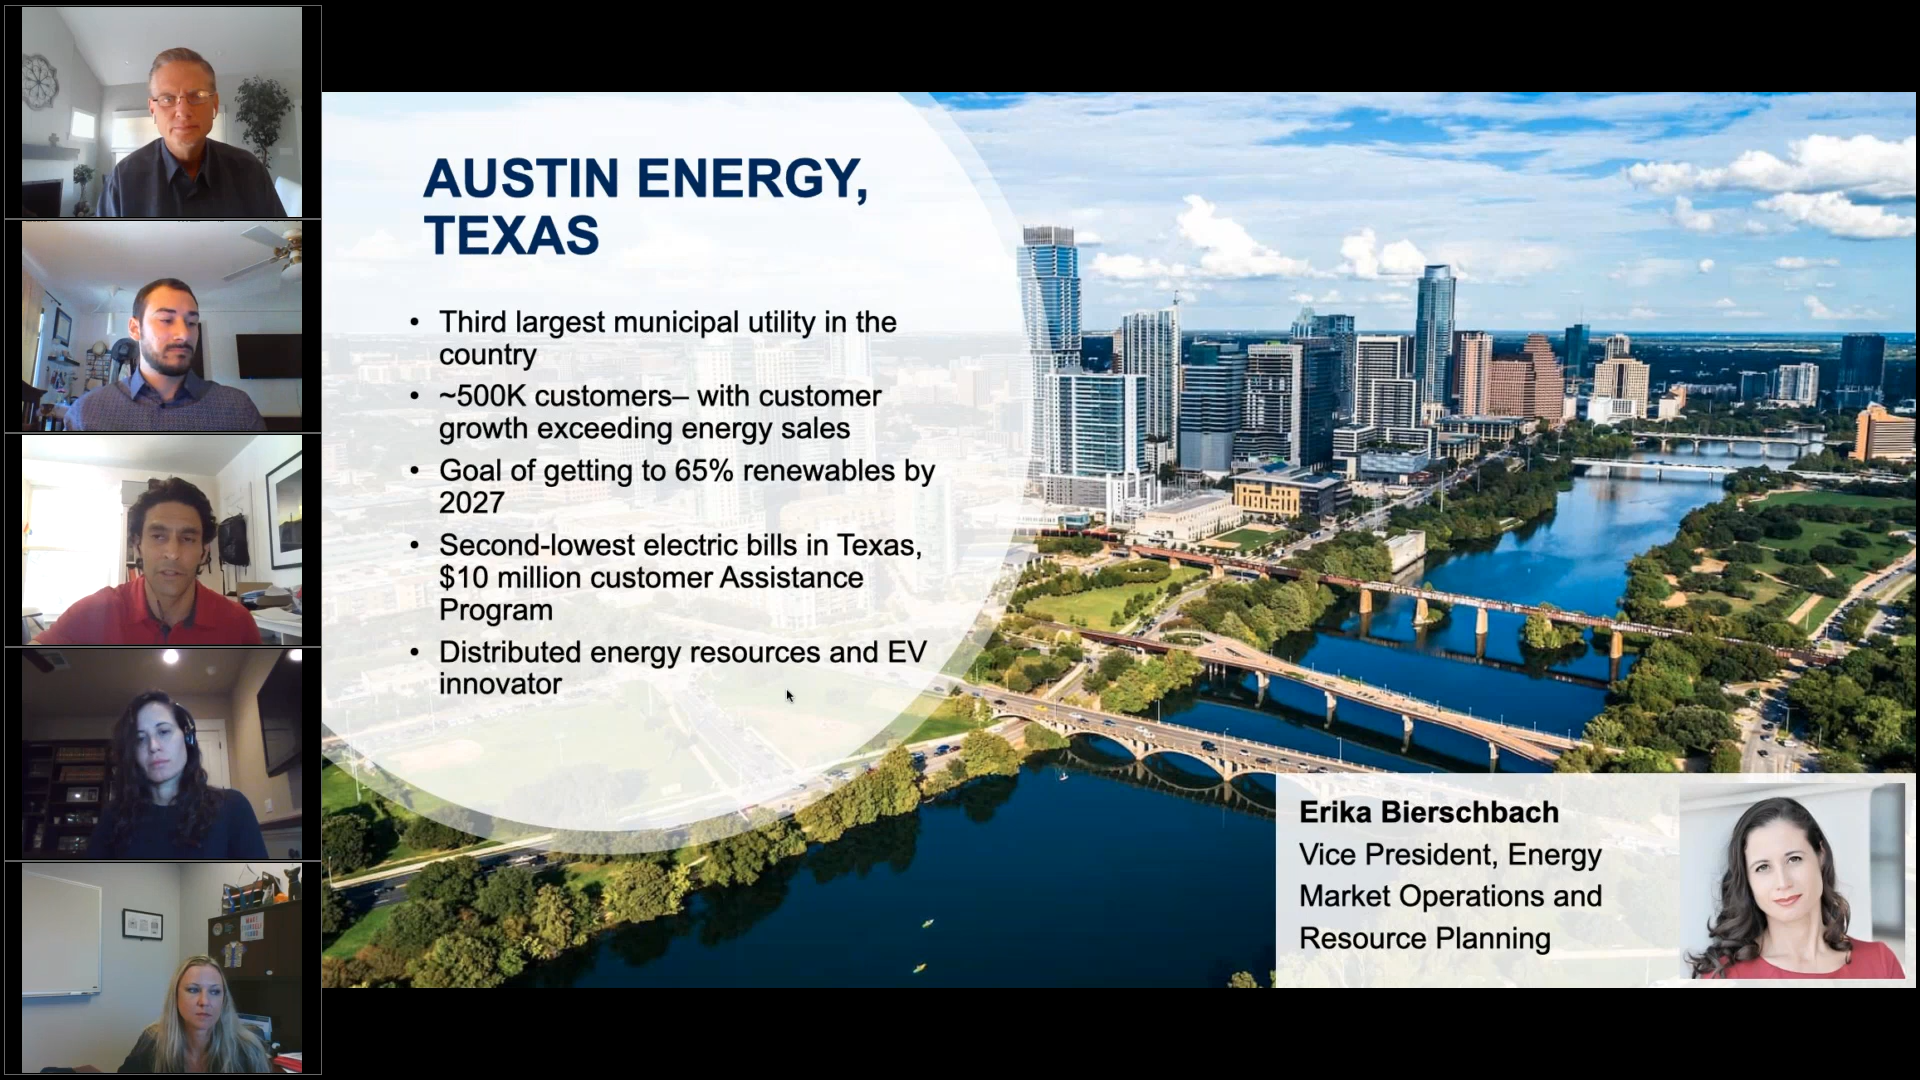 AUSTIN ENERGY,
TEXAS
• Third largest municipal utility in the
country
• ~500K customers– with customer
growth exceeding energy sales
• Goal of getting to 65% renewables by
2027
• Second-lowest electric bills in Texas,
$10 million customer Assistance
Program
• Distributed energy resources and EV
innovator
Erika Bierschbach
Vice President, Energy
Market Operations and
Resource Planning